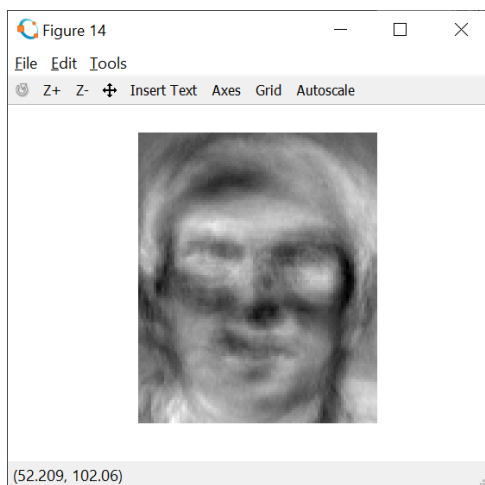 Figure 14
File Edit Tools
Z+ Z- Insert Text Axes Grid Autoscale
(52.209, 102.06)